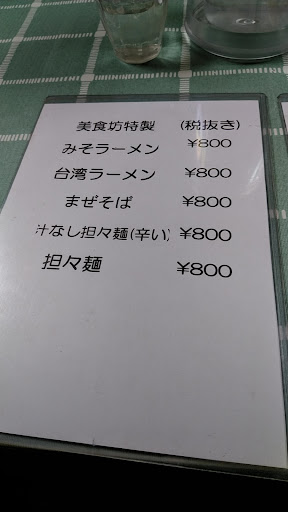 美食坊特製 (税抜き)
みそラーメン ¥800
台湾ラーメン ¥800
まぜそば ¥800
汁なし担々麺(辛い) ¥800
担々麺 ¥800